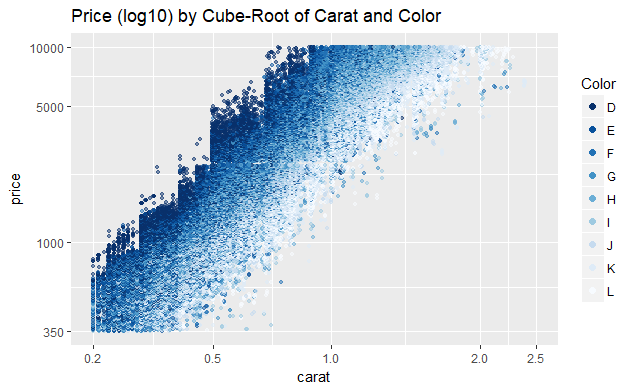 Price (log10) by Cube-Root of Carat and Color
10000
5000
1000
350
price
0.2 0.5 1.0 2.0 2.5
carat
Color
D
E
F
G
H
I
J
K
L